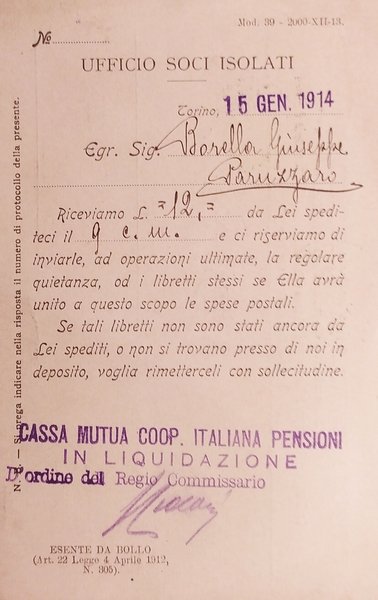 Mod. 39 - 2000-XII-13.
No
UFFICIO SOCI ISOLATI
Torino, 15 GEN. 1914
Egr. Sig. Borella Giuseppe
Paruzzaro
Riceviamo L. =12,= da Lei spedi-
teci il 9 c. m. e ci riserviamo di
inviarle, ad operazioni ultimate, la regolare
quietanza, od i libretti stessi se Ella avrà
unito a questo scopo le spese postali.
Se tali libretti non sono stati ancora da
Lei spediti, o non si trovano presso di noi in
deposito, voglia rimetterceli con sollecitudine.
CASSA MUTUA COOP. ITALIANA PENSIONI
IN LIQUIDAZIONE
D'ordine del Regio Commissario
ESENTE DA BOLLO
(Art. 22 Legge 4 Aprile 1912,
N. 305).
— Si prega indicare nella risposta il numero di protocollo della presente.